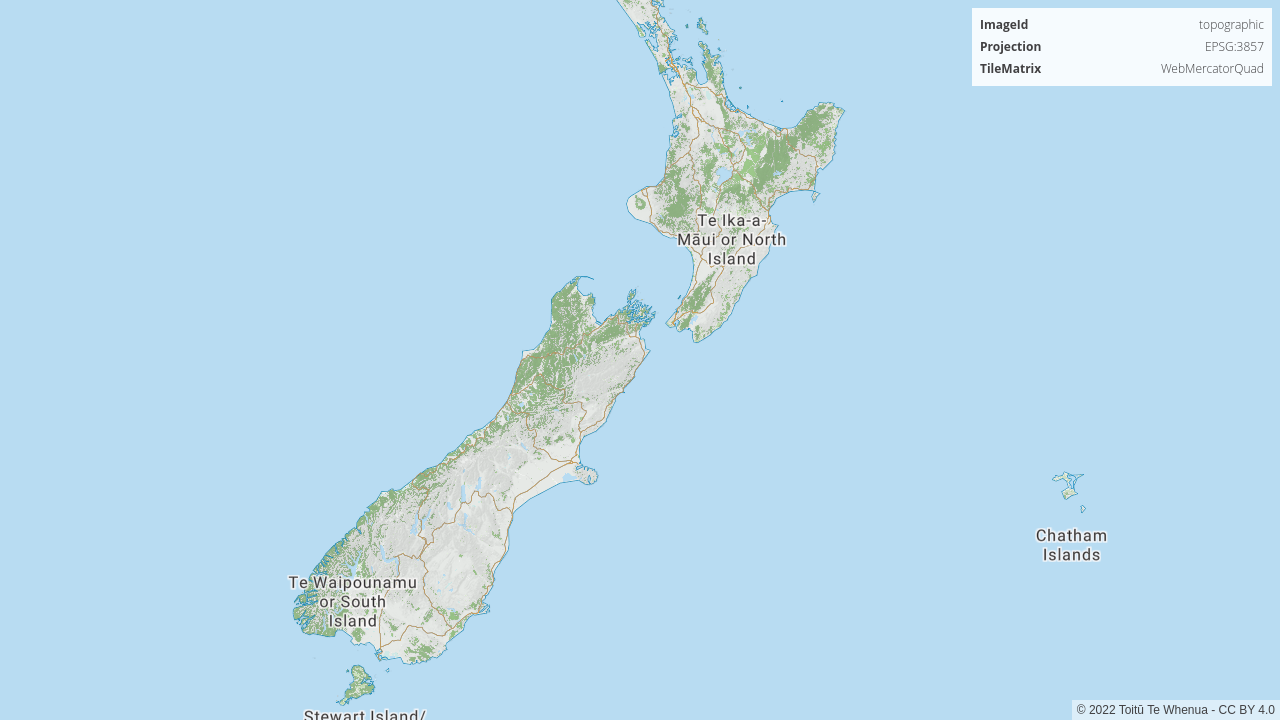 ImageId topographic
Projection EPSG:3857
TileMatrix WebMercatorQuad
Te Ika-a-
Māui or North
Island
Chatham
Islands
Te Waipounamu
or South
Island
Stewart Island/
© 2022 Toitū Te Whenua - CC BY 4.0